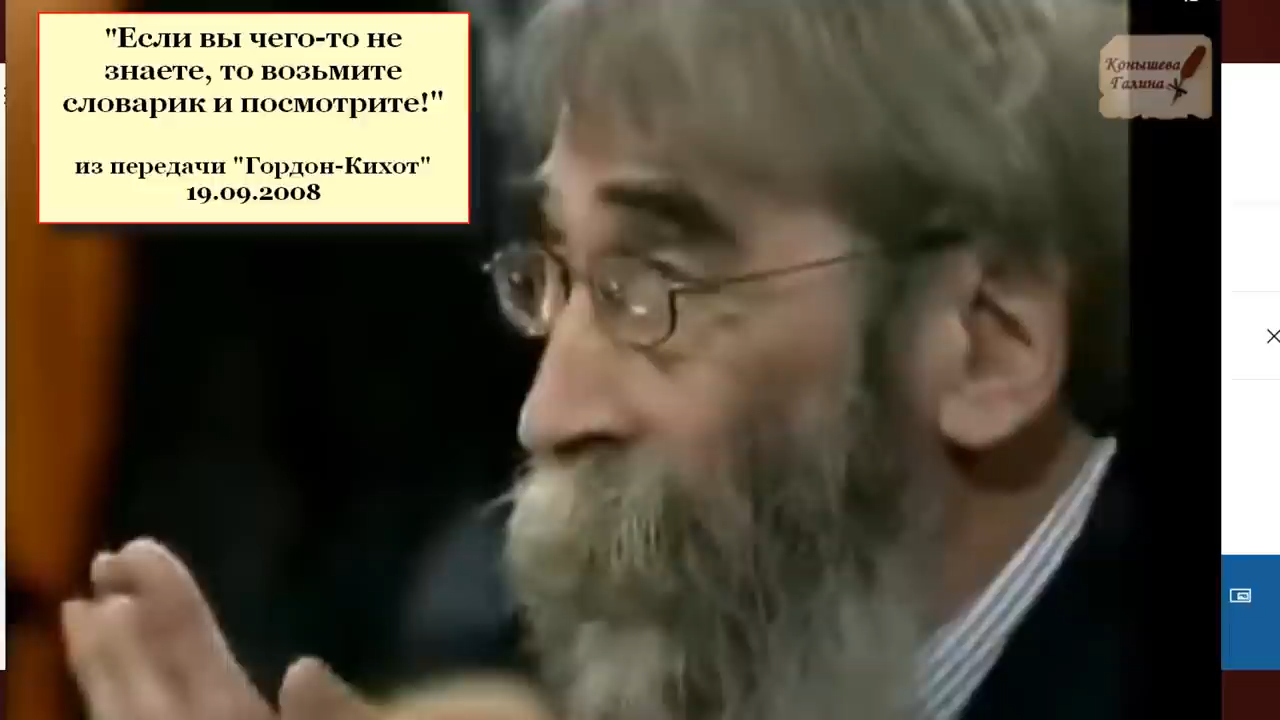 "Если вы чего-то не
знаете, то возьмите
словарик и посмотрите!"
из передачи "Гордон-Кихот"
19.09.2008
Конышева
Галина